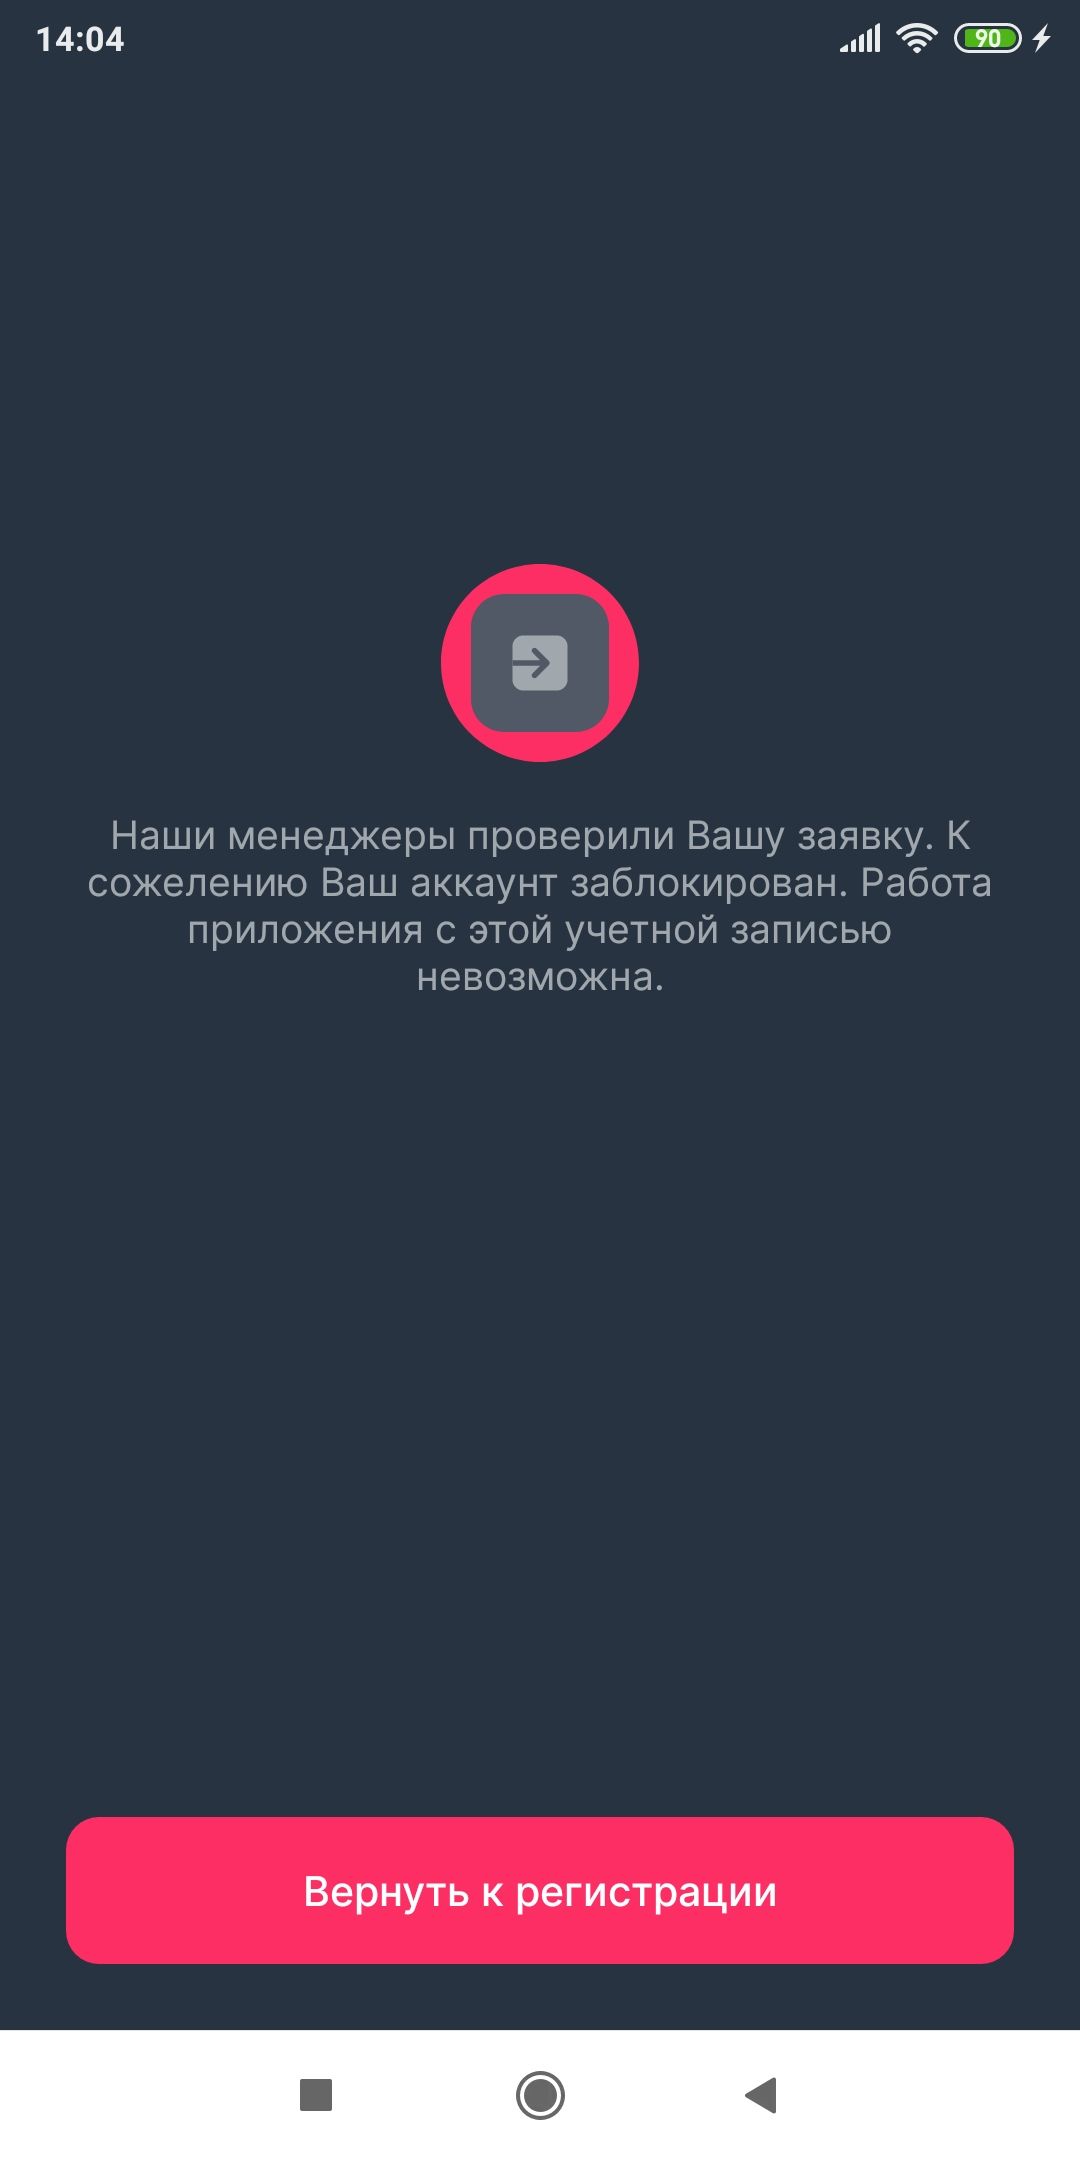 14:04
90
Наши менеджеры проверили Вашу заявку. К
сожелению Ваш аккаунт заблокирован. Работа
приложения с этой учетной записью
невозможна.
Вернуть к регистрации